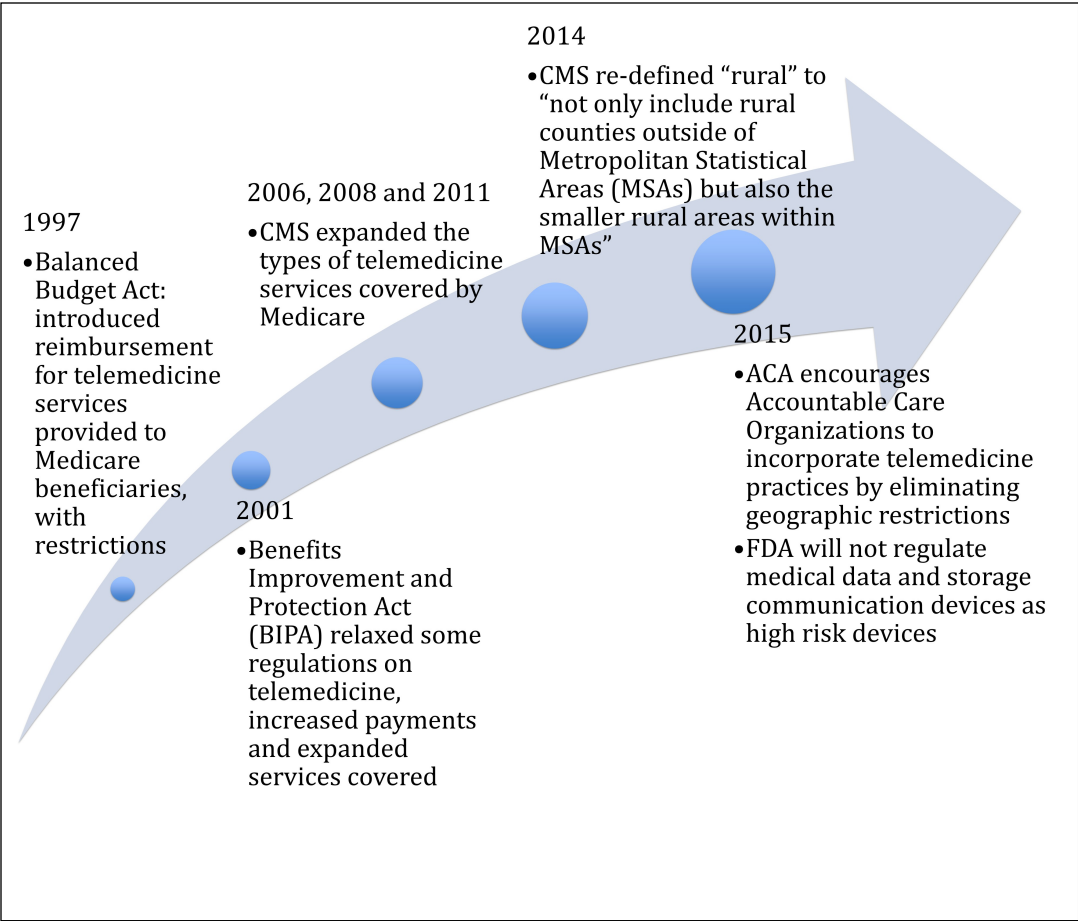 1997
•Balanced
Budget Act:
introduced
reimbursement
for telemedicine
services
provided to
Medicare
beneficiaries,
with
restrictions
2001
•Benefits
Improvement and
Protection Act
(BIPA) relaxed some
regulations on
telemedicine,
increased payments
and expanded
services covered
2006, 2008 and 2011
•CMS expanded the
types of telemedicine
services covered by
Medicare
2014
•CMS re-defined “rural” to
“not only include rural
counties outside of
Metropolitan Statistical
Areas (MSAs) but also the
smaller rural areas within
MSAs”
2015
•ACA encourages
Accountable Care
Organizations to
incorporate telemedicine
practices by eliminating
geographic restrictions
•FDA will not regulate
medical data and storage
communication devices as
high risk devices